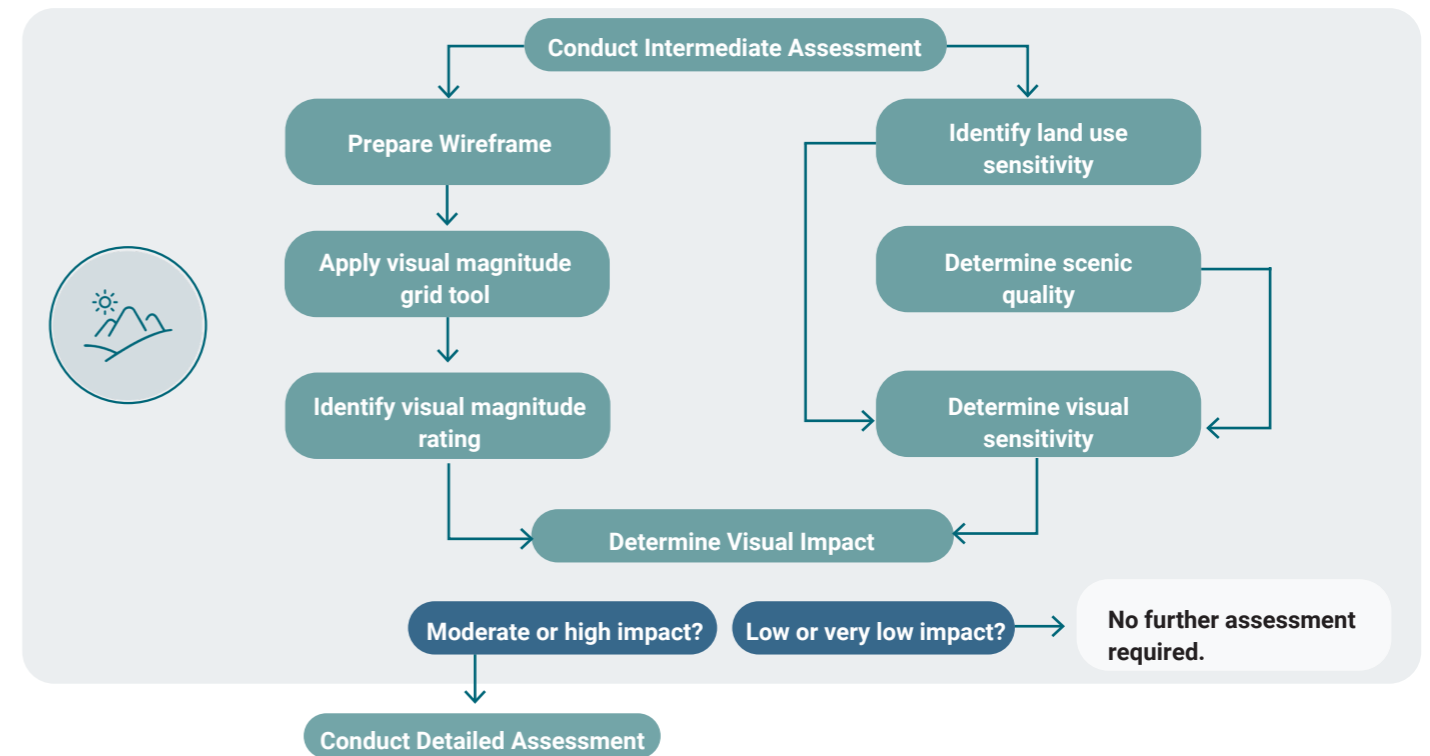 Conduct Intermediate Assessment
Prepare Wireframe
Identify land use
sensitivity
Apply visual magnitude
grid tool
Determine scenic
quality
Identify visual magnitude
rating
Determine visual
sensitivity
Determine Visual Impact
Moderate or high impact?
Low or very low impact?
No further assessment
required.
Conduct Detailed Assessment